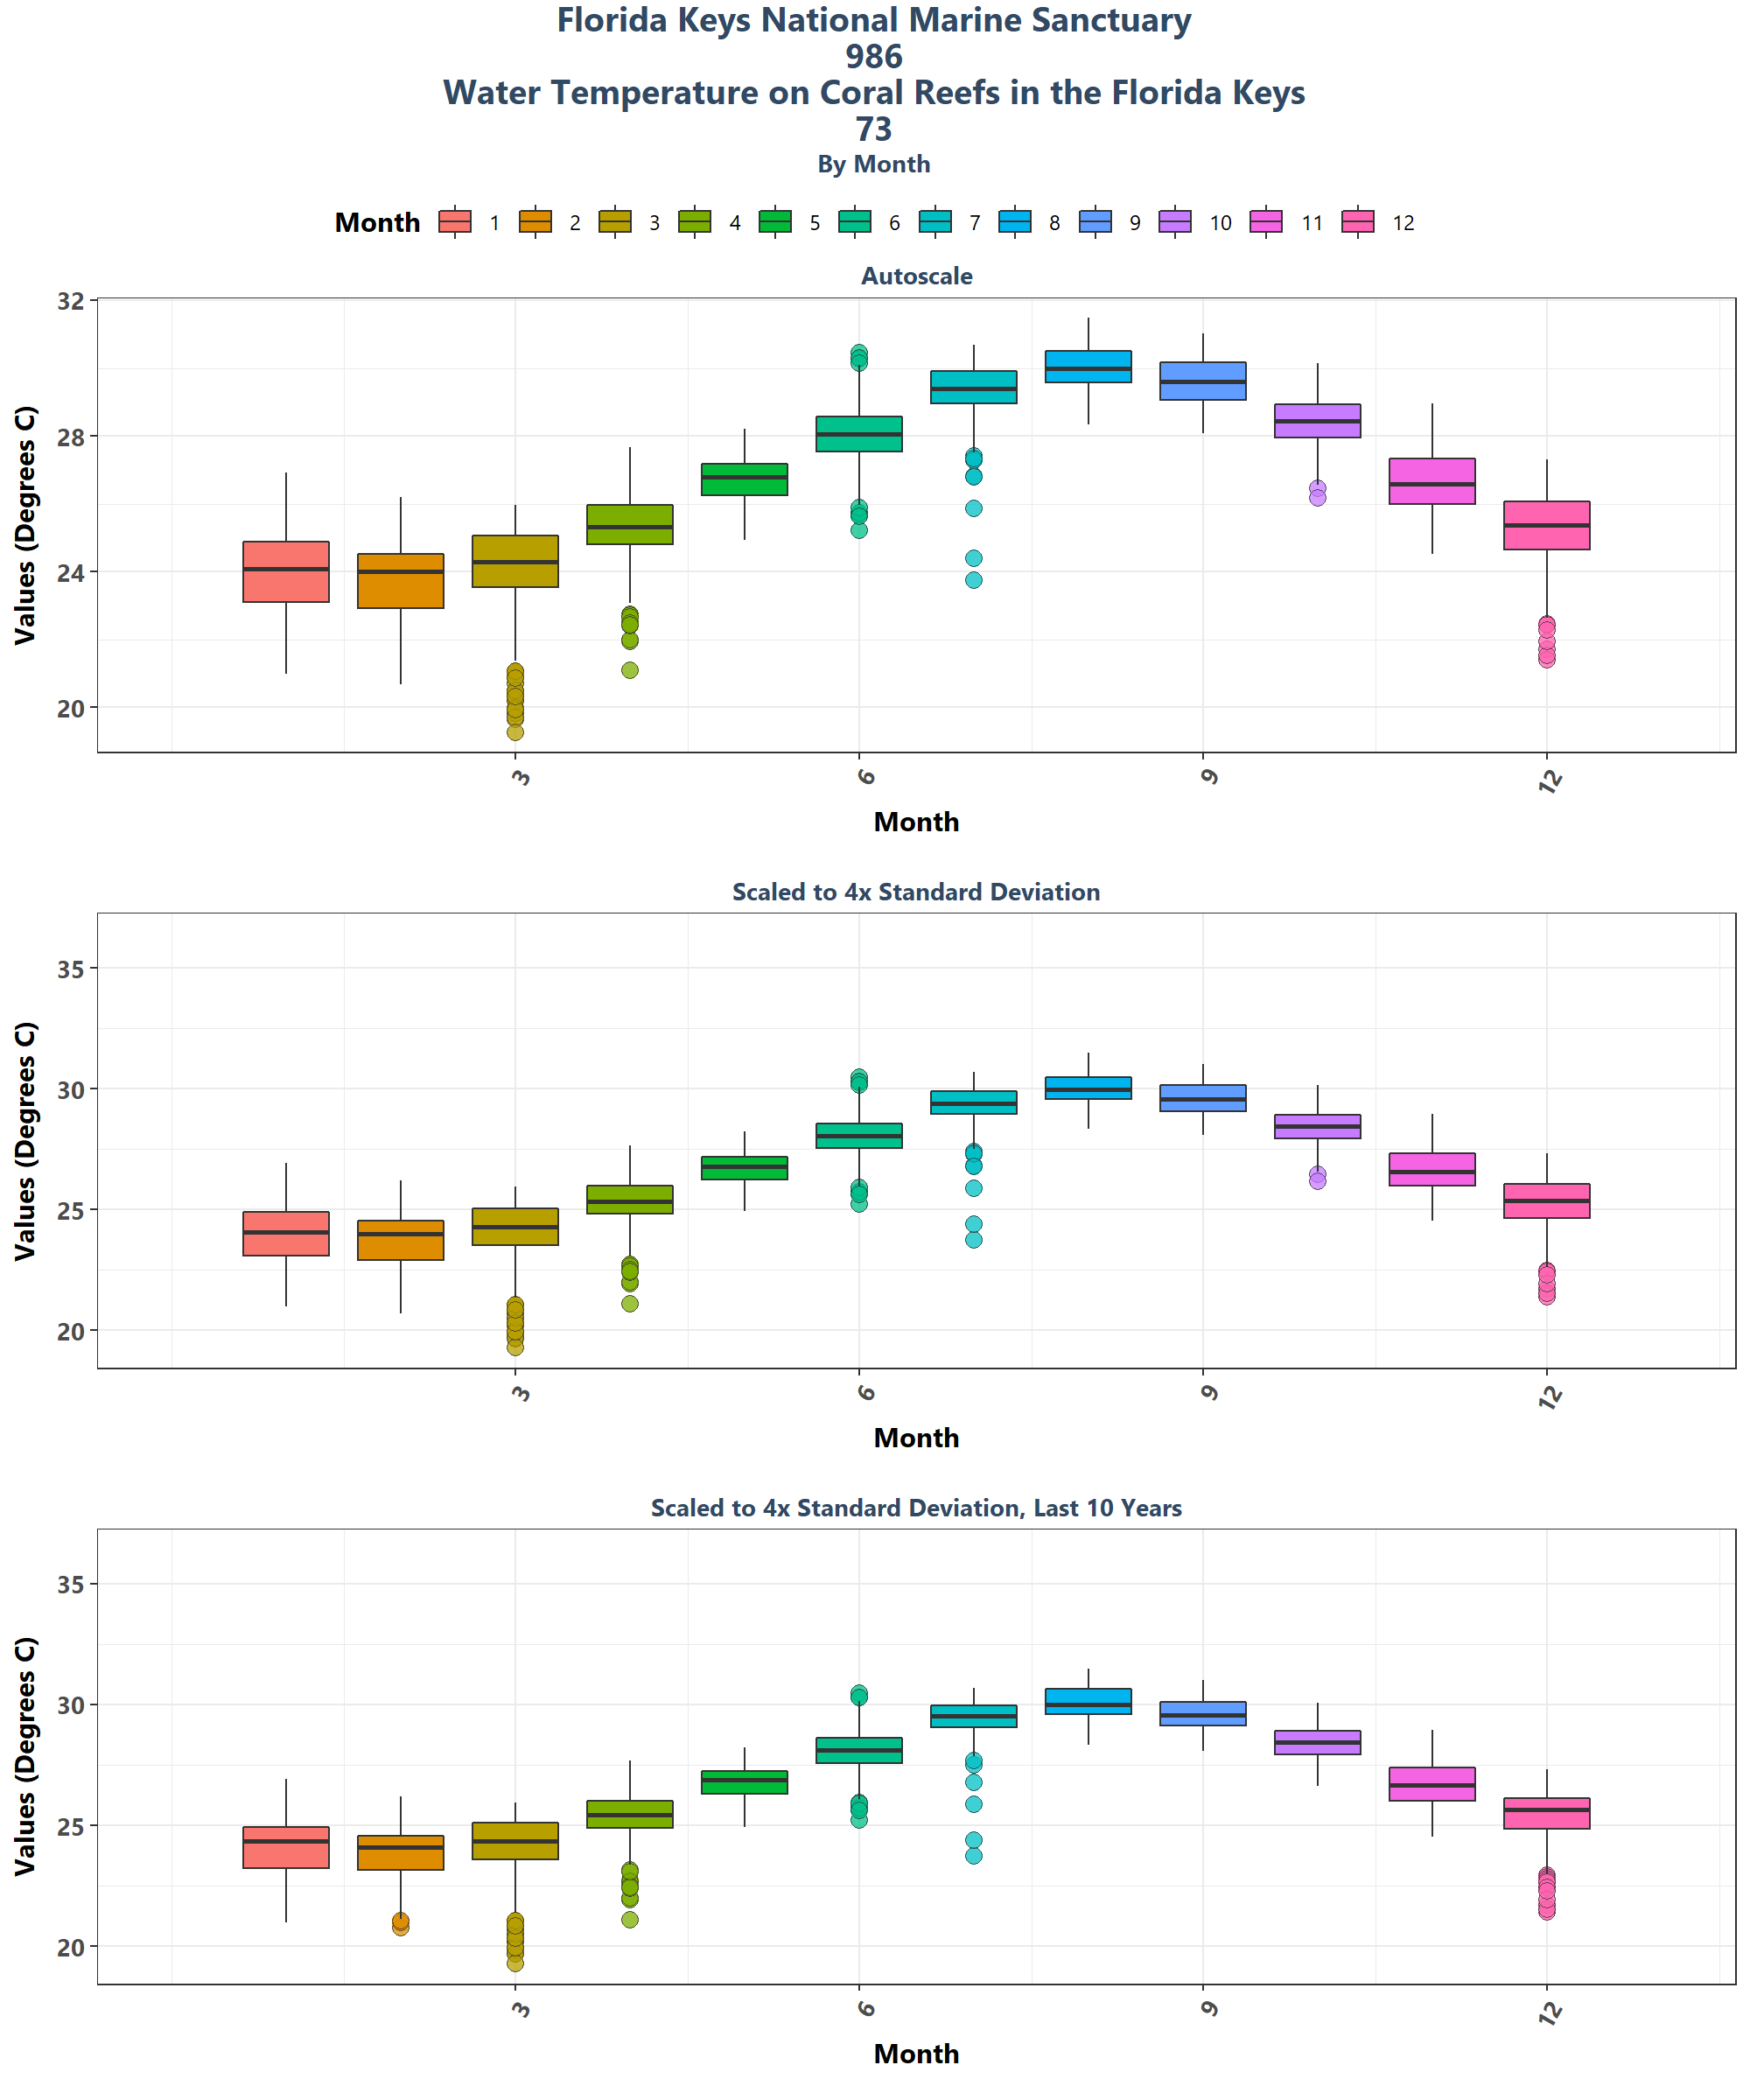 Florida Keys National Marine Sanctuary
986
Water Temperature on Coral Reefs in the Florida Keys
73
By Month
Month 1 2 3 4 5 6 7 8 9 10 11 12
Autoscale
Values (Degrees C)
32
28
24
20
3 6 9 12
Month
Scaled to 4x Standard Deviation
Values (Degrees C)
35
30
25
20
3 6 9 12
Month
Scaled to 4x Standard Deviation, Last 10 Years
Values (Degrees C)
35
30
25
20
3 6 9 12
Month